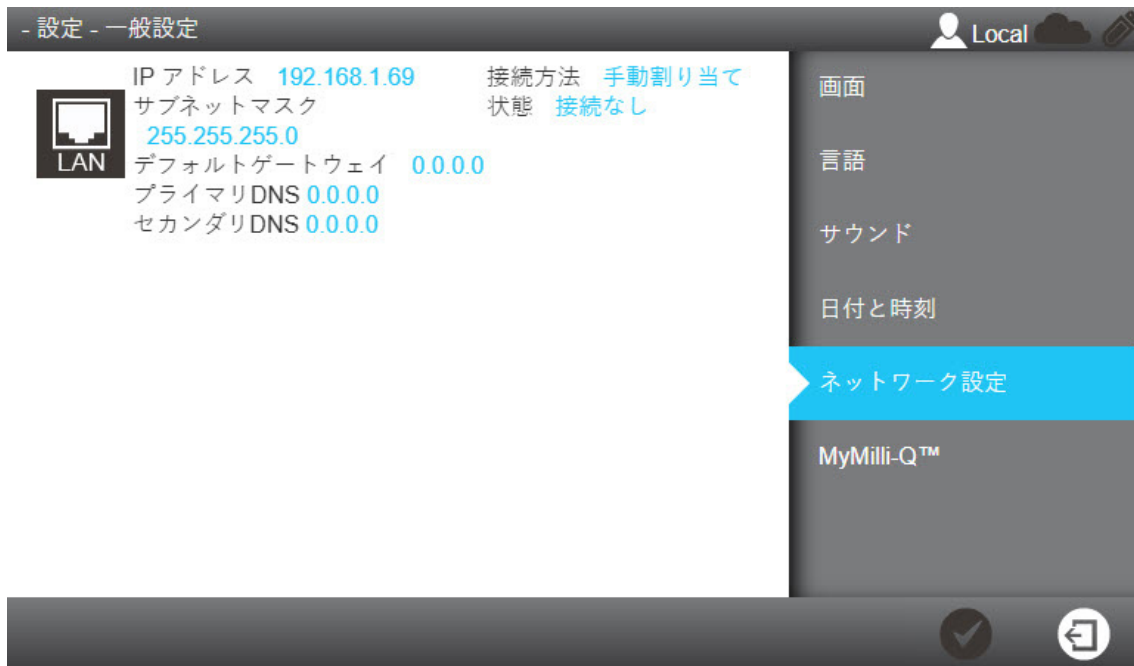 - 設定 - 一般設定
Local
IP アドレス 192.168.1.69
サブネットマスク
255.255.255.0
デフォルトゲートウェイ 0.0.0.0
プライマリDNS 0.0.0.0
セカンダリDNS 0.0.0.0
LAN
接続方法 手動割り当て
状態 接続なし
画面
言語
サウンド
日付と時刻
ネットワーク設定
MyMilli-Q™